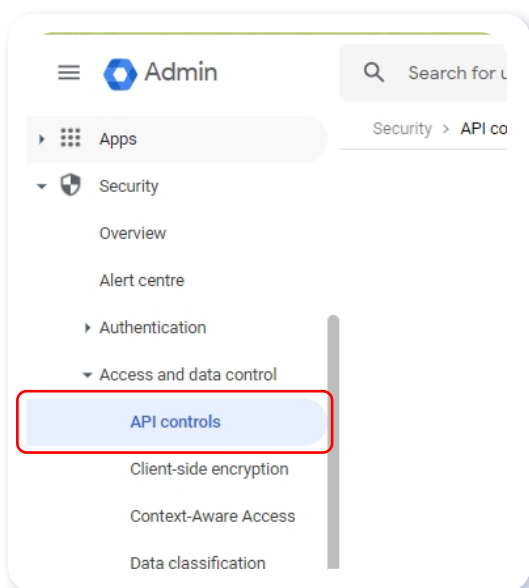 Admin
Search for u
Security > API co
Apps
Security
Overview
Alert centre
Authentication
Access and data control
API controls
Client-side encryption
Context-Aware Access
Data classification